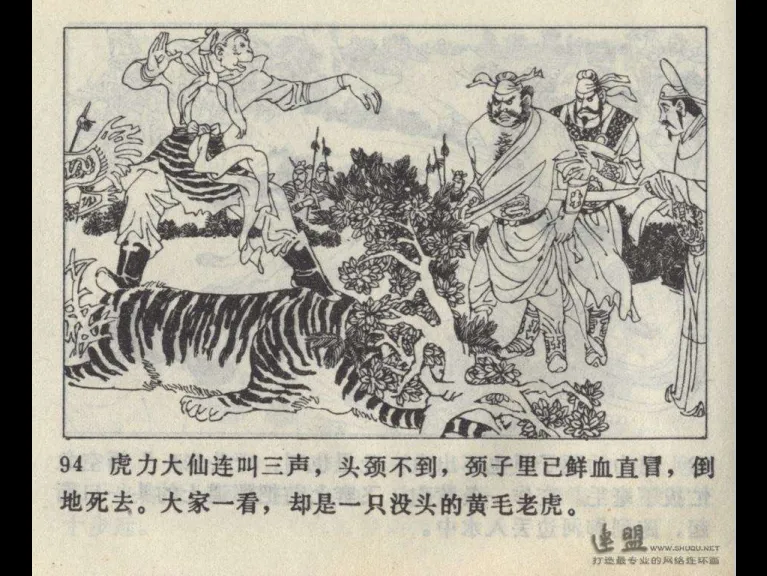 94 虎力大仙连叫三声，头颈不到，颈子里已鲜血直冒，倒
地死去。大家一看，却是一只没头的黄毛老虎。
连盟 WWW.SHUQU.NET
打造最专业的网络连环画